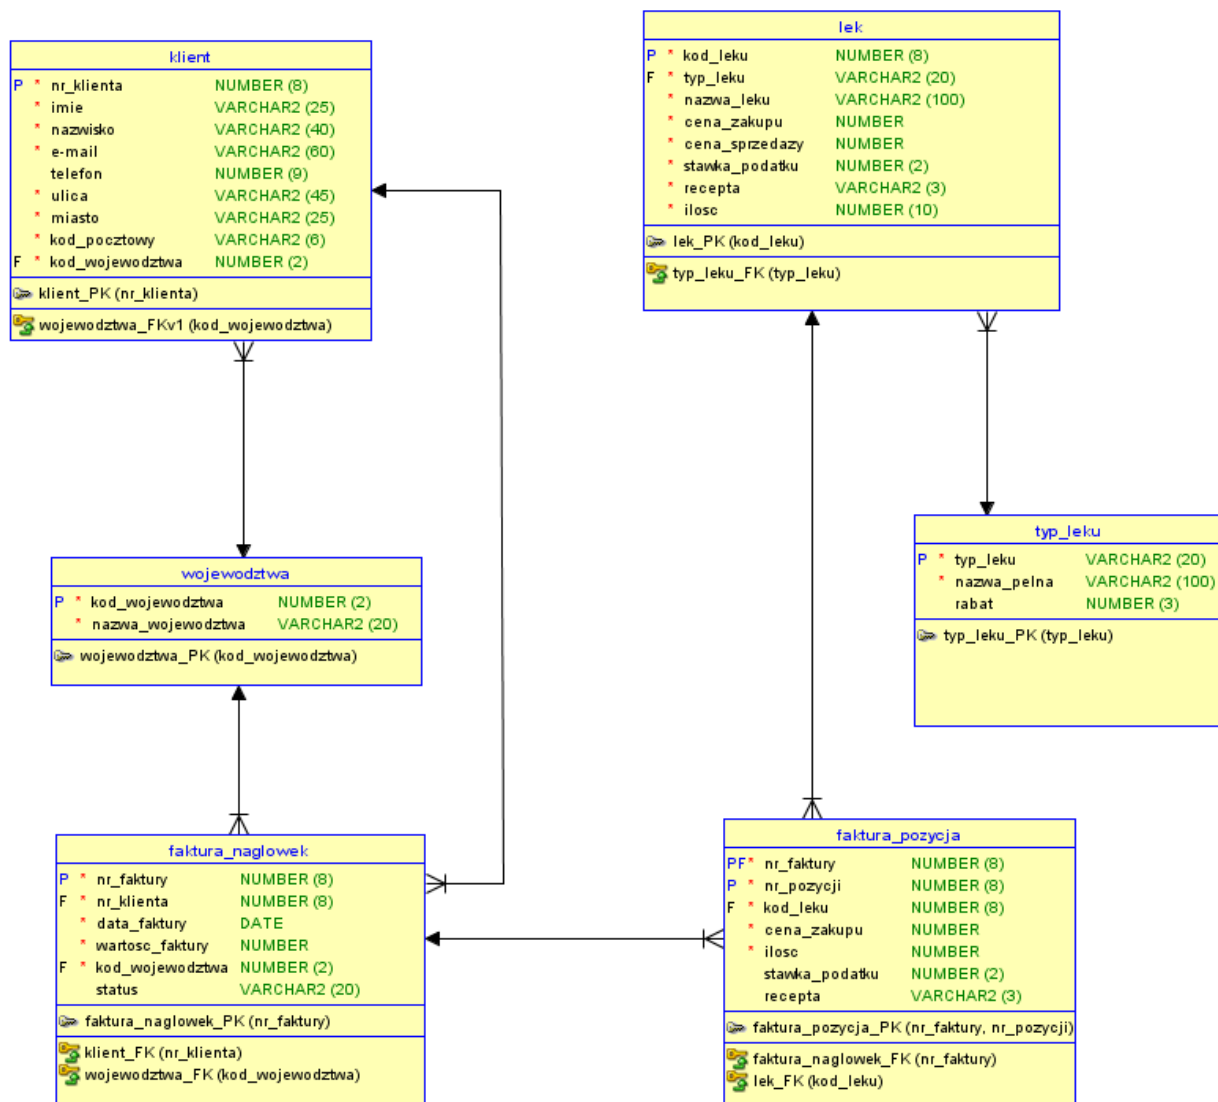 klient
P * nr_klienta NUMBER (8)
* imie VARCHAR2 (25)
* nazwisko VARCHAR2 (40)
* e-mail VARCHAR2 (60)
telefon NUMBER (9)
* ulica VARCHAR2 (45)
* miasto VARCHAR2 (25)
* kod_pocztowy VARCHAR2 (6)
F * kod_wojewodztwa NUMBER (2)
klient_PK (nr_klienta)
wojewodztwa_FKv1 (kod_wojewodztwa)
lek
P * kod_leku NUMBER (8)
F * typ_leku VARCHAR2 (20)
* nazwa_leku VARCHAR2 (100)
* cena_zakupu NUMBER
* cena_sprzedazy NUMBER
* stawka_podatku NUMBER (2)
* recepta VARCHAR2 (3)
* ilosc NUMBER (10)
lek_PK (kod_leku)
typ_leku_FK (typ_leku)
wojewodztwa
P * kod_wojewodztwa NUMBER (2)
* nazwa_wojewodztwa VARCHAR2 (20)
wojewodztwa_PK (kod_wojewodztwa)
typ_leku
P * typ_leku VARCHAR2 (20)
* nazwa_pelna VARCHAR2 (100)
rabat NUMBER (3)
typ_leku_PK (typ_leku)
faktura_naglowek
P * nr_faktury NUMBER (8)
F * nr_klienta NUMBER (8)
* data_faktury DATE
* wartosc_faktury NUMBER
F * kod_wojewodztwa NUMBER (2)
status VARCHAR2 (20)
faktura_naglowek_PK (nr_faktury)
klient_FK (nr_klienta)
wojewodztwa_FK (kod_wojewodztwa)
faktura_pozycja
PF * nr_faktury NUMBER (8)
P * nr_pozycji NUMBER (8)
F * kod_leku NUMBER (8)
* cena_zakupu NUMBER
* ilosc NUMBER
stawka_podatku NUMBER (2)
recepta VARCHAR2 (3)
faktura_pozycja_PK (nr_faktury, nr_pozycji)
faktura_naglowek_FK (nr_faktury)
lek_FK (kod_leku)